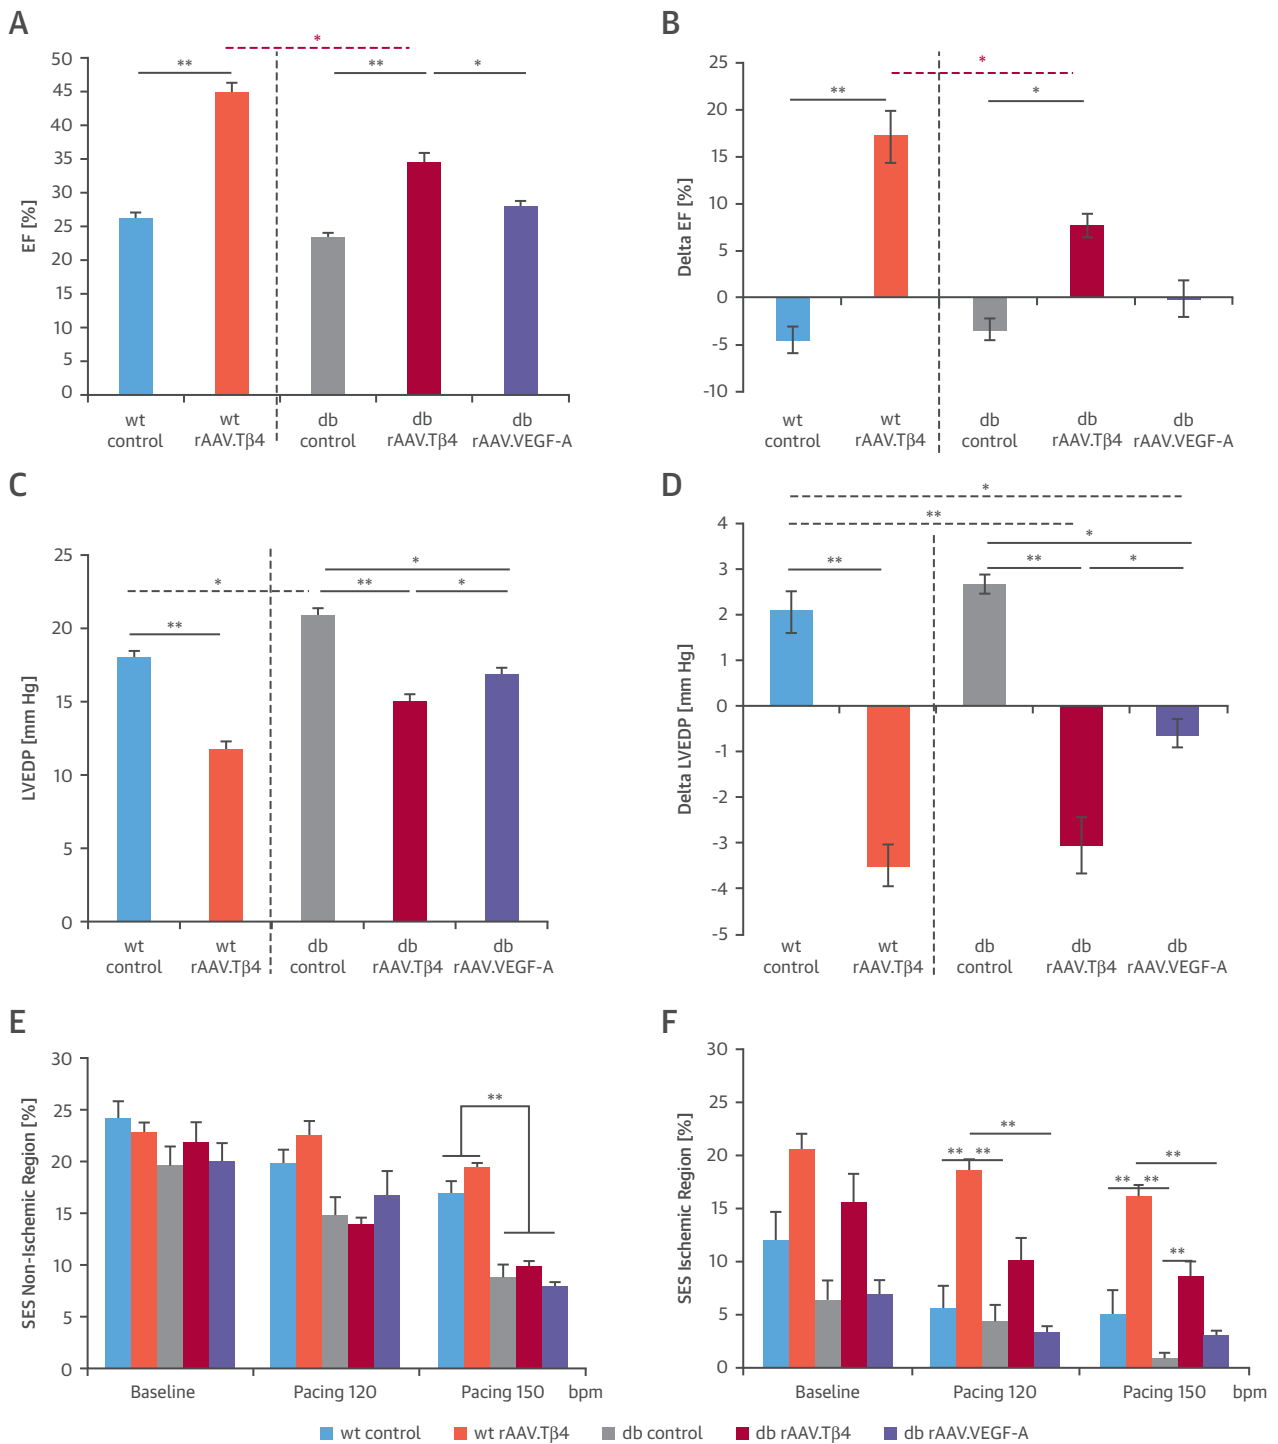 A
EF [%]
50
45
40
35
30
25
20
15
10
5
0
**
*
**
*
wt control
wt rAAV.Tβ4
db control
db rAAV.Tβ4
db rAAV.VEGF-A
B
Delta EF [%]
25
20
15
10
5
0
-5
-10
**
*
*
wt control
wt rAAV.Tβ4
db control
db rAAV.Tβ4
db rAAV.VEGF-A
C
LVEDP [mm Hg]
25
20
15
10
5
0
*
*
**
*
**
wt control
wt rAAV.Tβ4
db control
db rAAV.Tβ4
db rAAV.VEGF-A
D
Delta LVEDP [mm Hg]
4
3
2
1
0
-1
-2
-3
-4
-5
*
**
*
**
**
*
wt control
wt rAAV.Tβ4
db control
db rAAV.Tβ4
db rAAV.VEGF-A
E
SES Non-Ischemic Region [%]
30
25
20
15
10
5
0
**
Baseline
Pacing 120
Pacing 150
bpm
F
SES Ischemic Region [%]
30
25
20
15
10
5
0
**
** **
**
** **
**
Baseline
Pacing 120
Pacing 150
bpm
wt control
wt rAAV.Tβ4
db control
db rAAV.Tβ4
db rAAV.VEGF-A